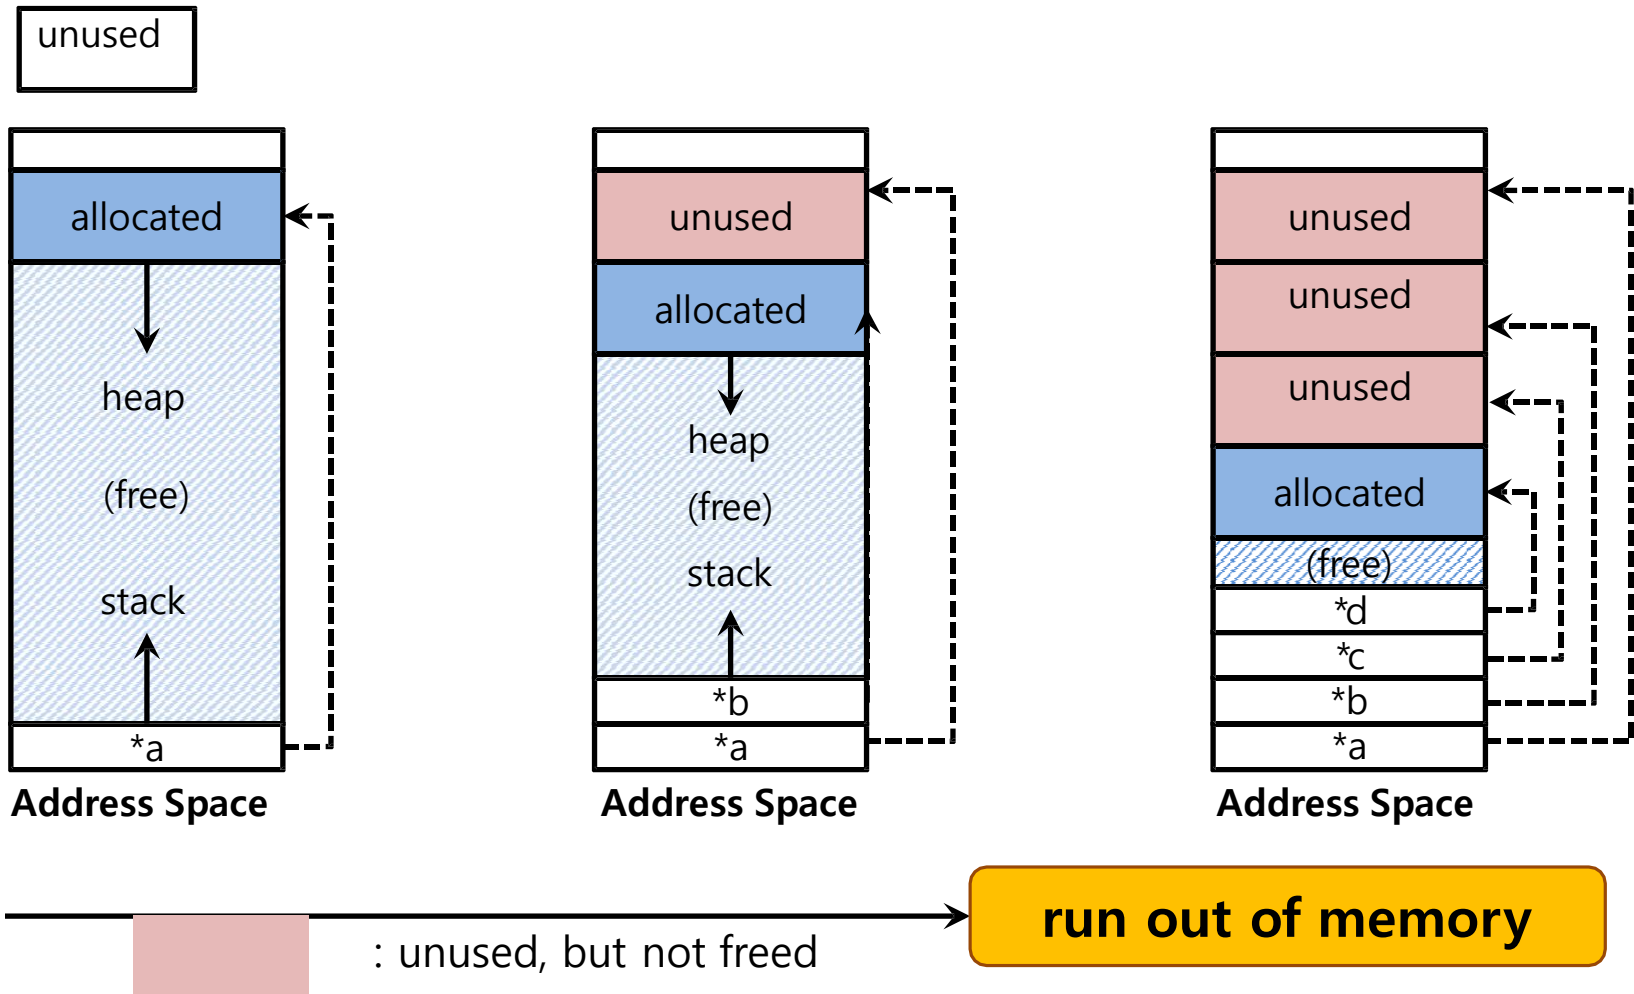 unused
allocated
heap
(free)
stack
*a
Address Space
unused
allocated
heap
(free)
stack
*b
*a
Address Space
unused
unused
unused
allocated
(free)
*d
*c
*b
*a
Address Space
run out of memory
: unused, but not freed